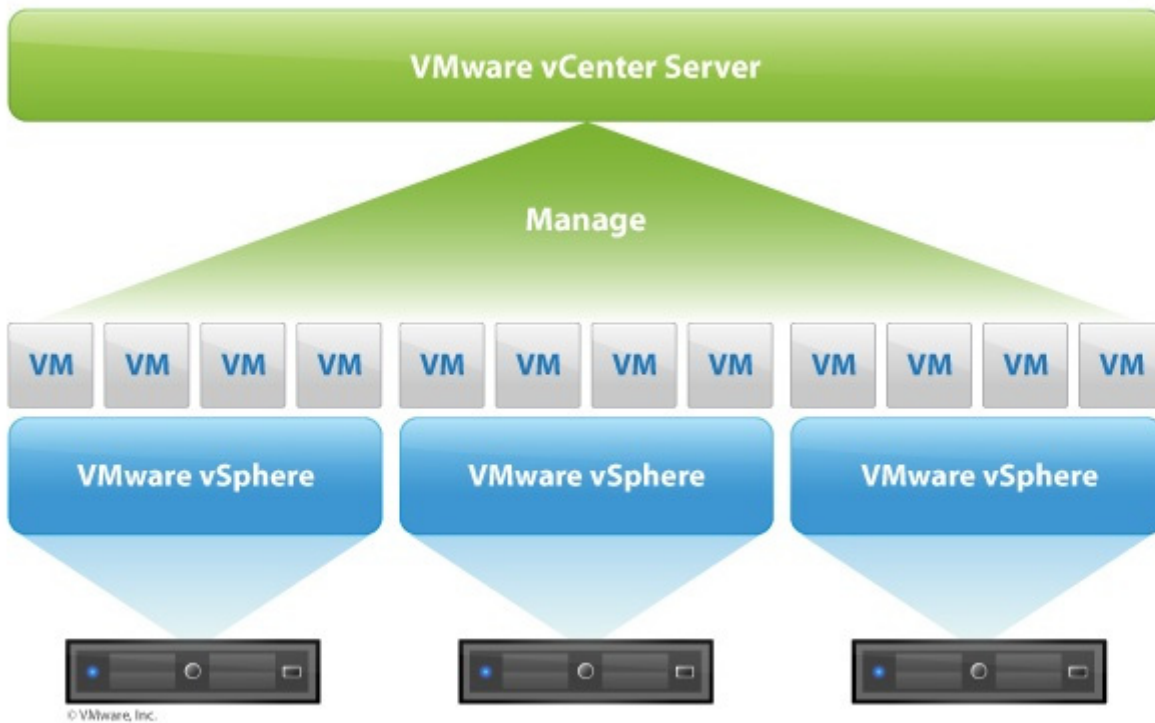 VMware vCenter Server
Manage
VM VM VM VM VM VM VM VM VM VM VM VM
VMware vSphere VMware vSphere VMware vSphere
© VMware, Inc.